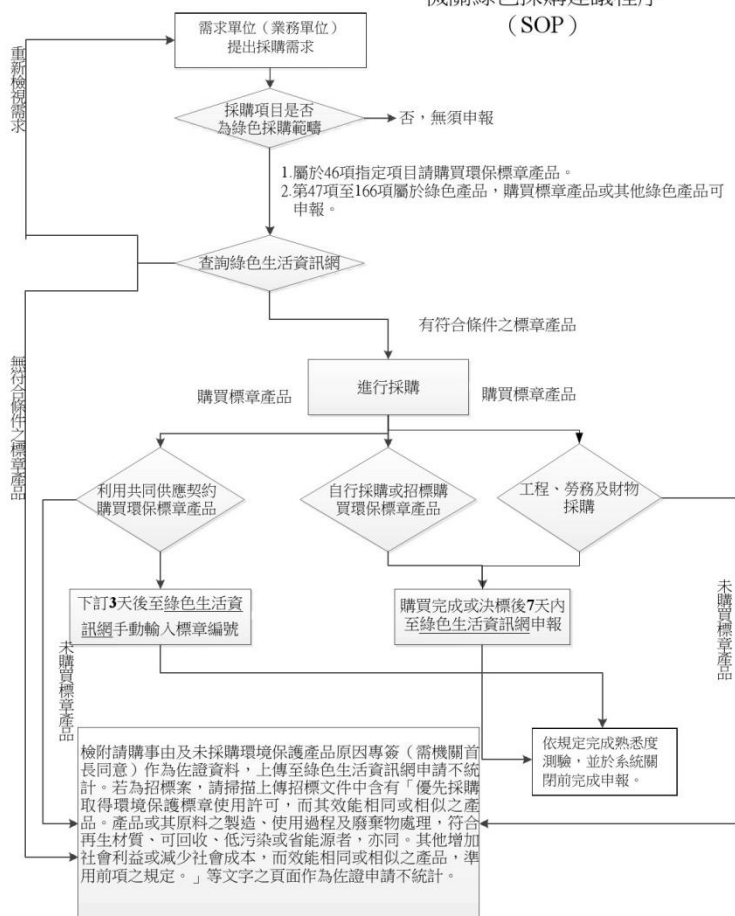 機關綠色採購建議程序
（SOP）
需求單位（業務單位）
提出採購需求
重新檢視需求
採購項目是否
為綠色採購範疇
否，無須申報
1.屬於46項指定項目請購買環保標章產品。
2.第47項至166項屬於綠色產品，購買標章產品或其他綠色產品可
申報。
查詢綠色生活資訊網
有符合條件之標章產品
無符合條件之標章產品
進行採購
購買標章產品
購買標章產品
利用共同供應契約
購買環保標章產品
自行採購或招標購
買環保標章產品
工程、勞務及財物
採購
下訂3天後至綠色生活資
訊網手動輸入標章編號
購買完成或決標後7天內
至綠色生活資訊網申報
未購買標章產品
未購買標章產品
依規定完成熟悉度
測驗，並於系統關
閉前完成申報。
檢附請購事由及未採購環境保護產品原因專簽（需機關首
長同意）作為佐證資料，上傳至綠色生活資訊網申請不統
計。若為招標案，請掃描上傳招標文件中含有「優先採購
取得環境保護標章使用許可，而其效能相同或相似之產
品。產品或其原料之製造、使用過程及廢棄物處理，符合
再生材質、可回收、低污染或省能源者，亦同。其他增加
社會利益或減少社會成本，而效能相同或相似之產品，準
用前項之規定。」等文字之頁面作為佐證申請不統計。